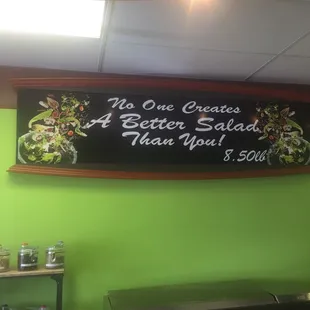 No One Creates
A Better Salad
Than You!
8.50lb